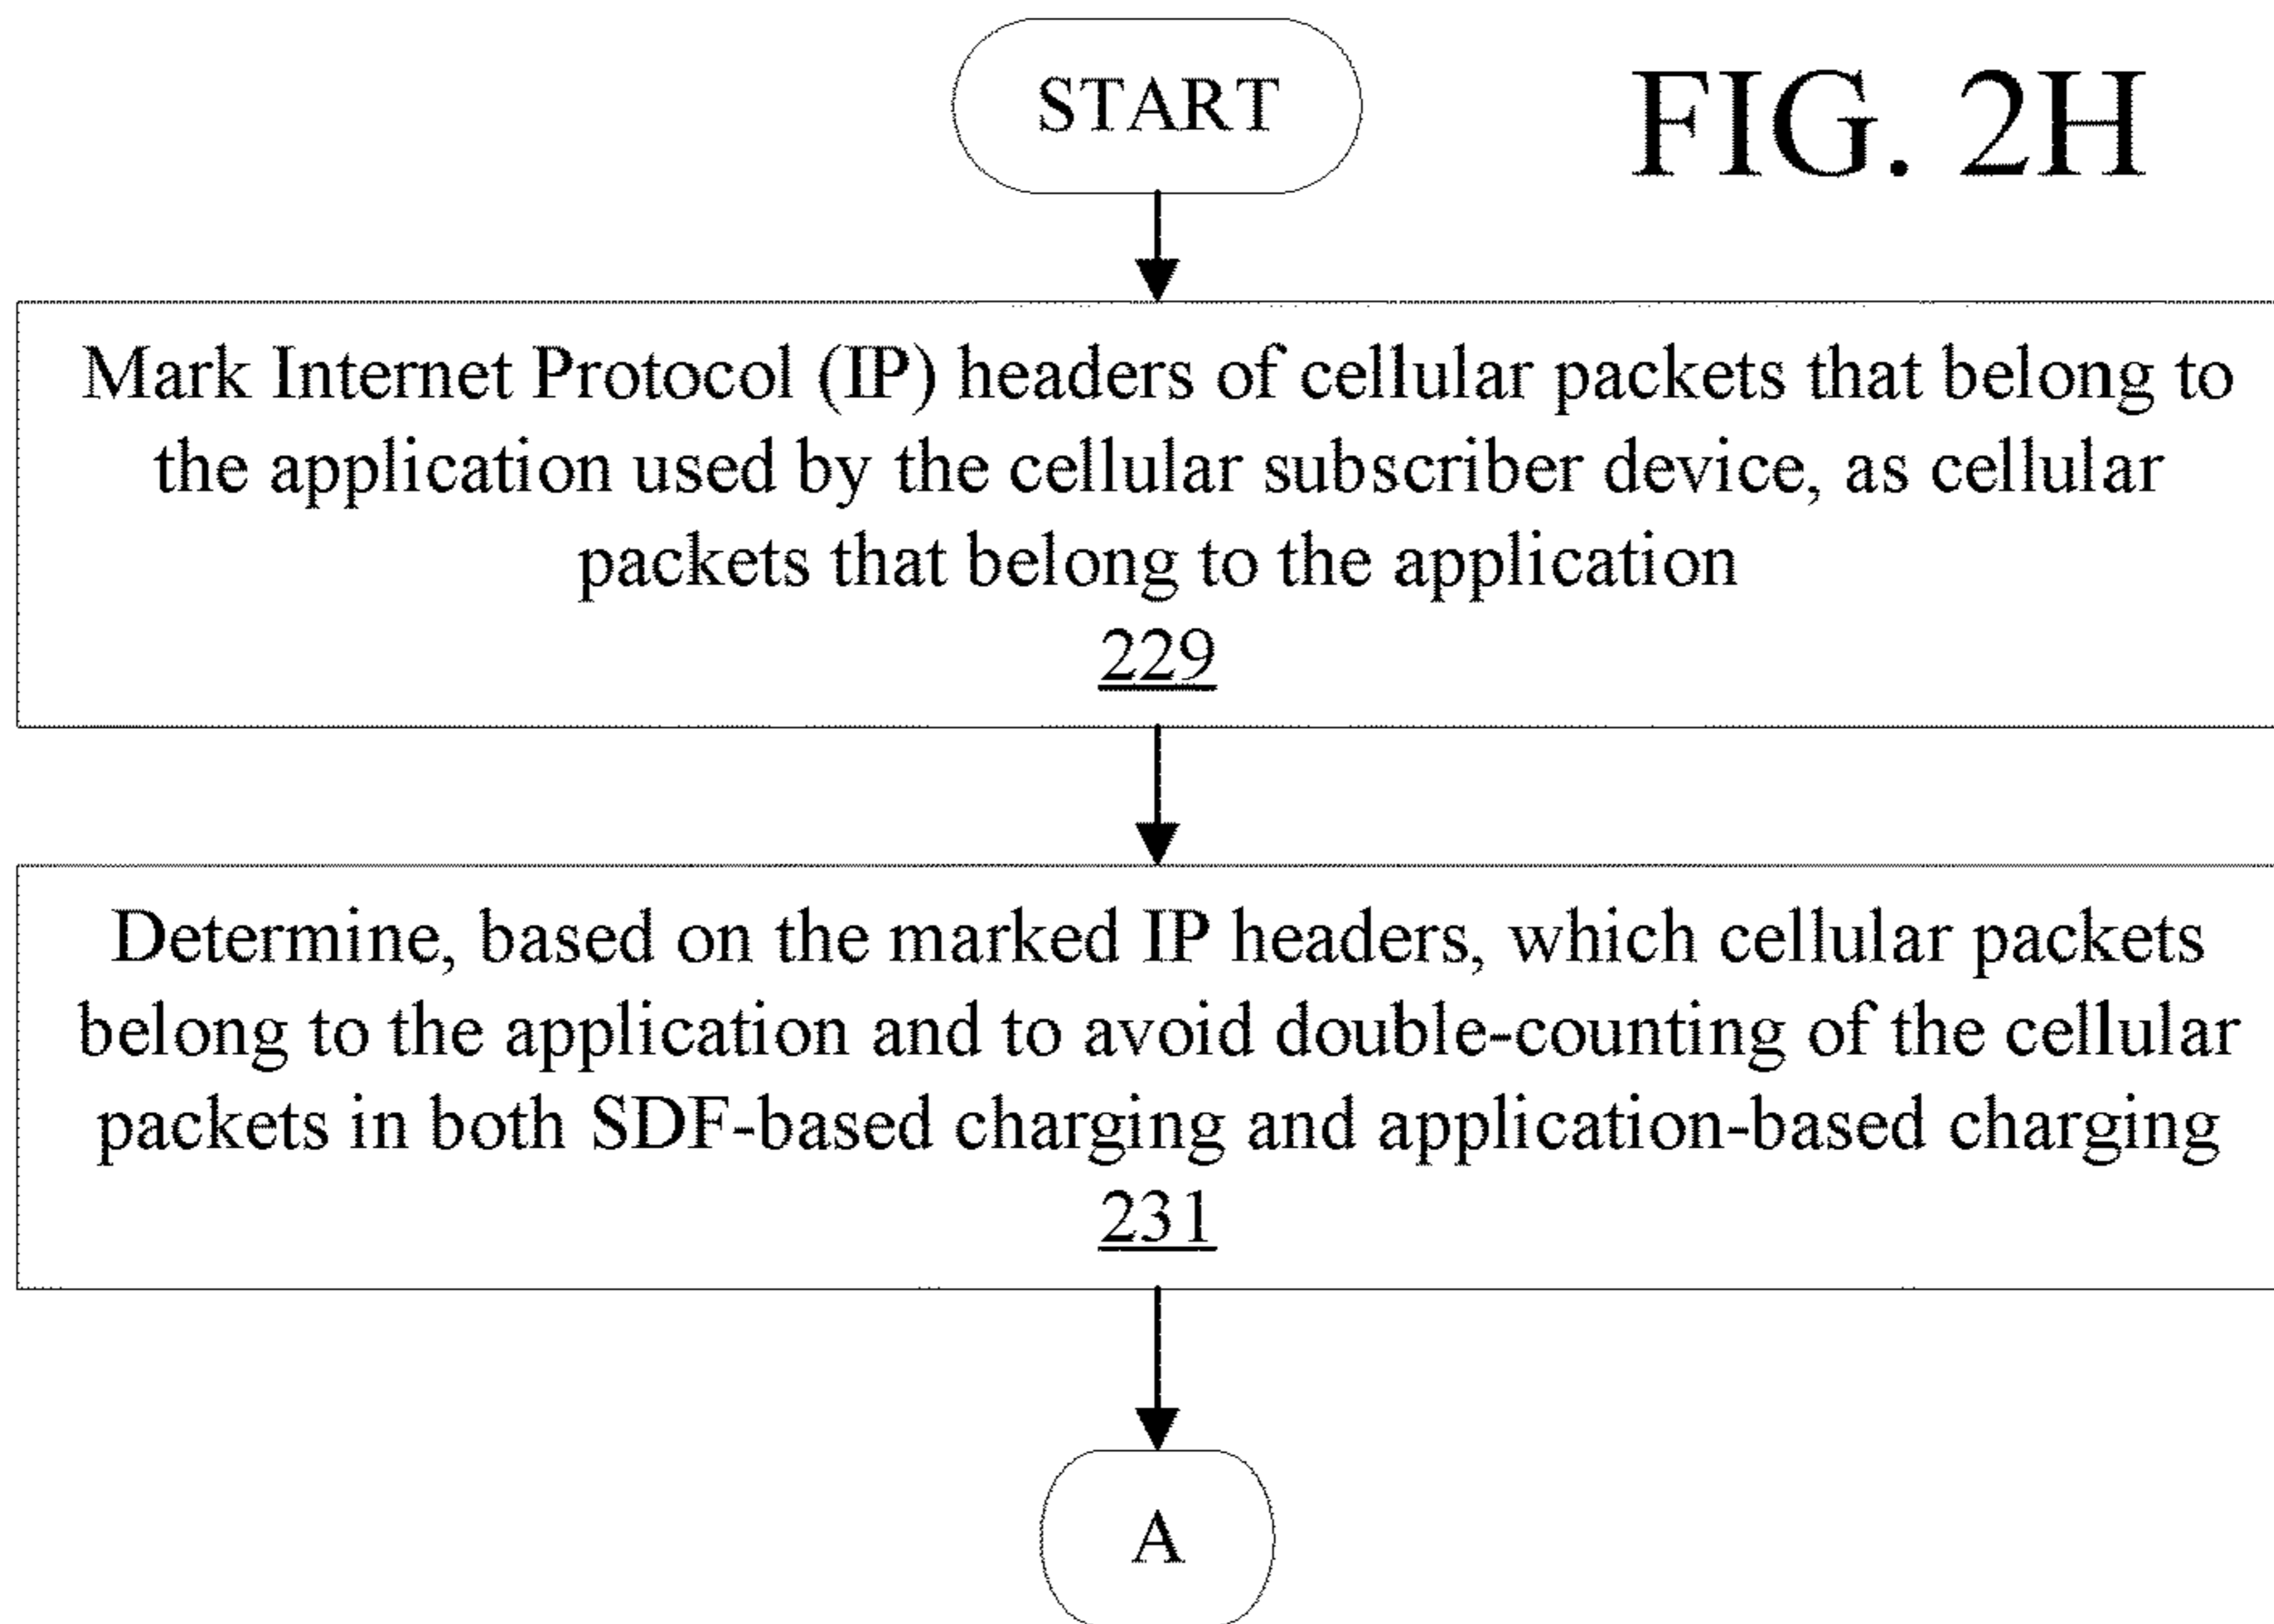 START
FIG. 2H
Mark Internet Protocol (IP) headers of cellular packets that belong to
the application used by the cellular subscriber device, as cellular
packets that belong to the application
229
Determine, based on the marked IP headers, which cellular packets
belong to the application and to avoid double-counting of the cellular
packets in both SDF-based charging and application-based charging
231
A